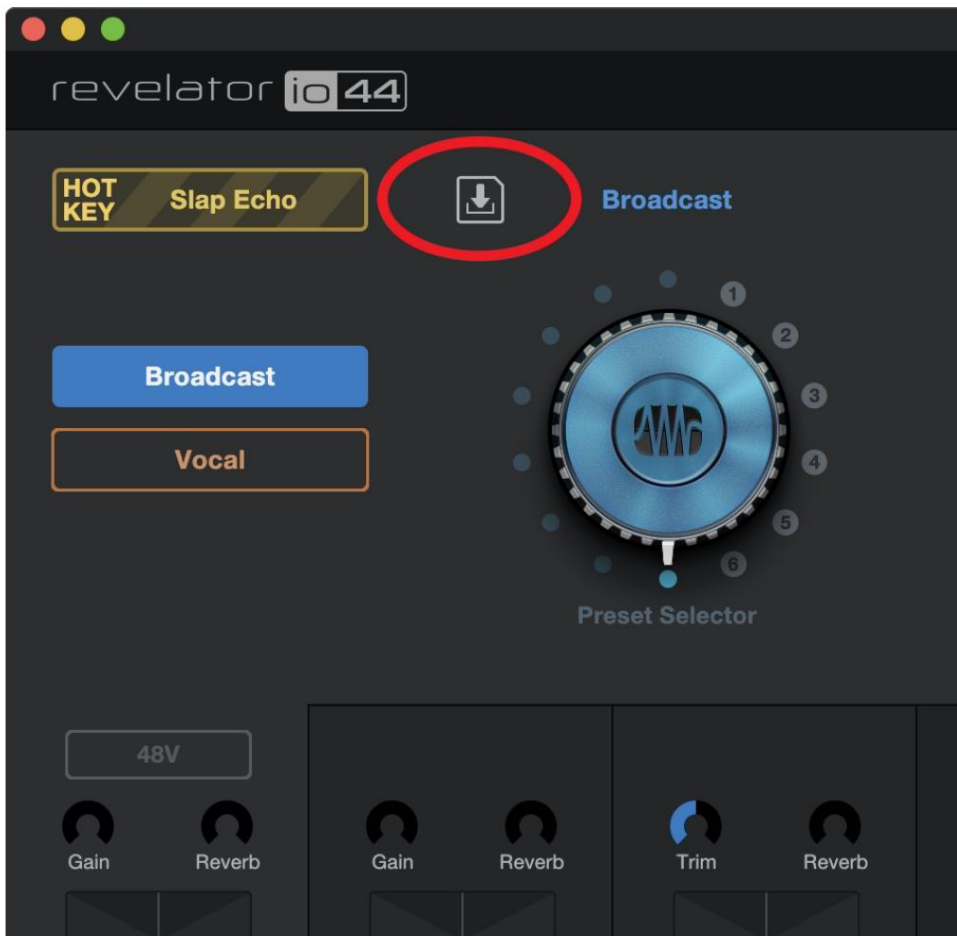 revelator io 44
HOT KEY Slap Echo
Broadcast
1
2
3
4
5
6
Broadcast
Vocal
Preset Selector
48V
Gain Reverb Gain Reverb Trim Reverb